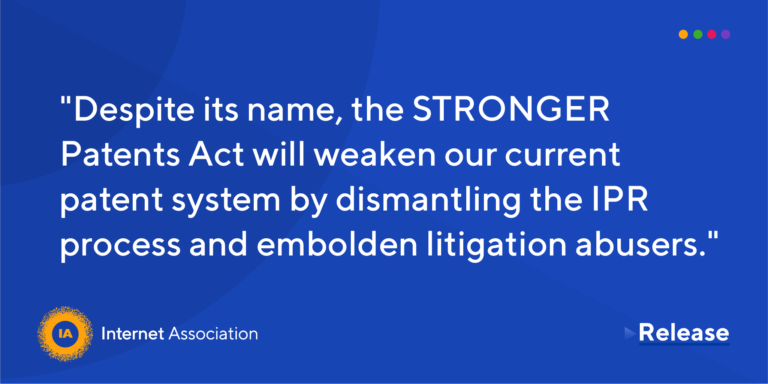 "Despite its name, the STRONGER
Patents Act will weaken our current
patent system by dismantling the IPR
process and embolden litigation abusers."
IA
Internet Association
Release